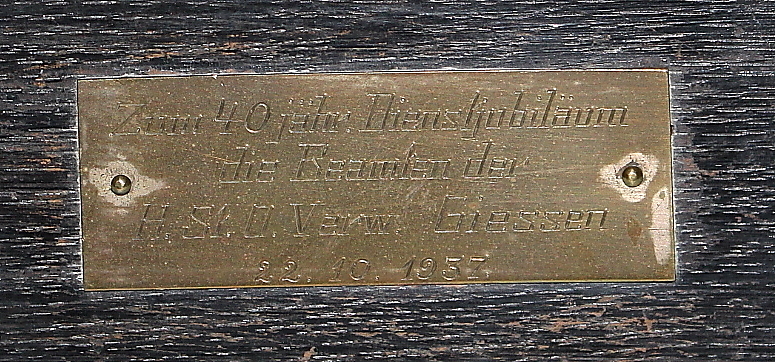 Zum 40 jähr. Dienstjubiläum
die Beamten der
H. St. O. Verw. Giessen
22. 10. 1937